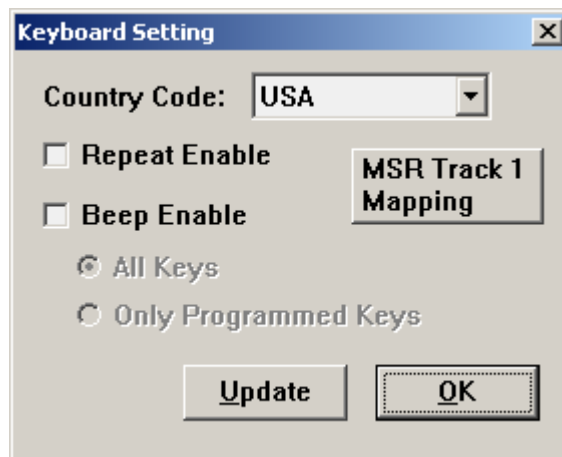 Keyboard Setting
Country Code: USA
Repeat Enable
MSR Track 1
Mapping
Beep Enable
All Keys
Only Programmed Keys
Update OK